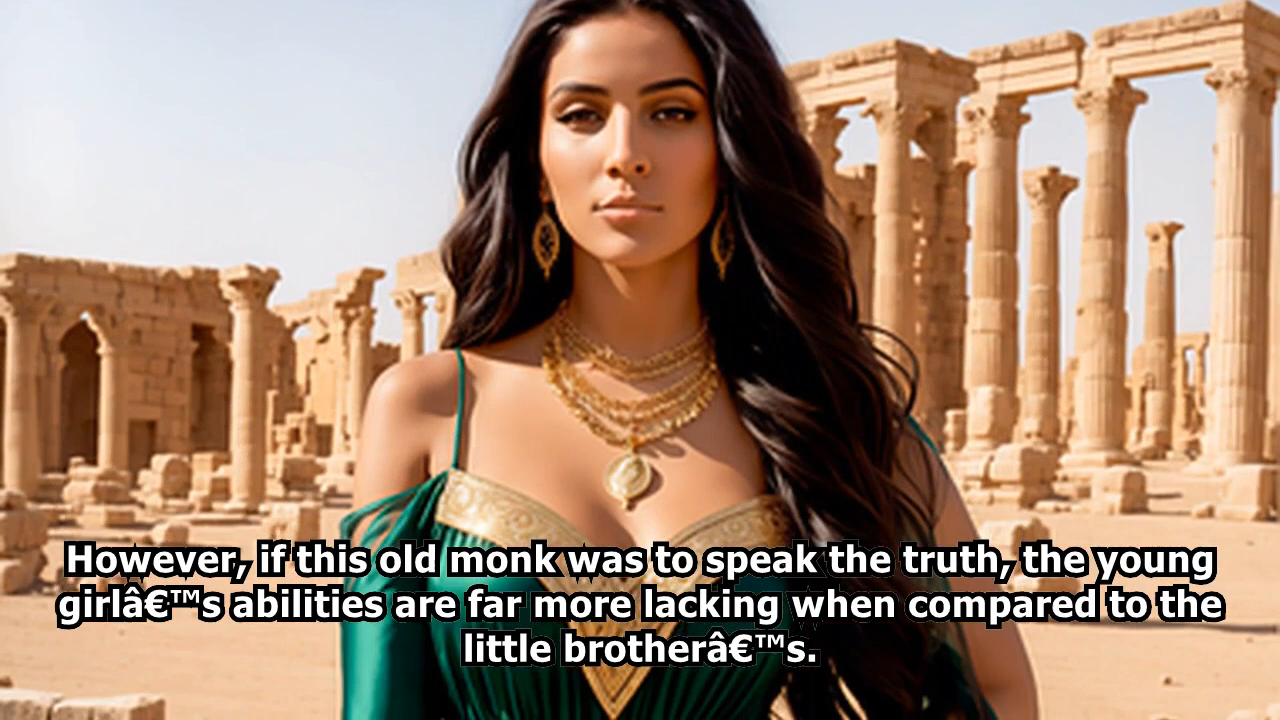 However, if this old monk was to speak the truth, the young
girlâ€™s abilities are far more lacking when compared to the
little brotherâ€™s.